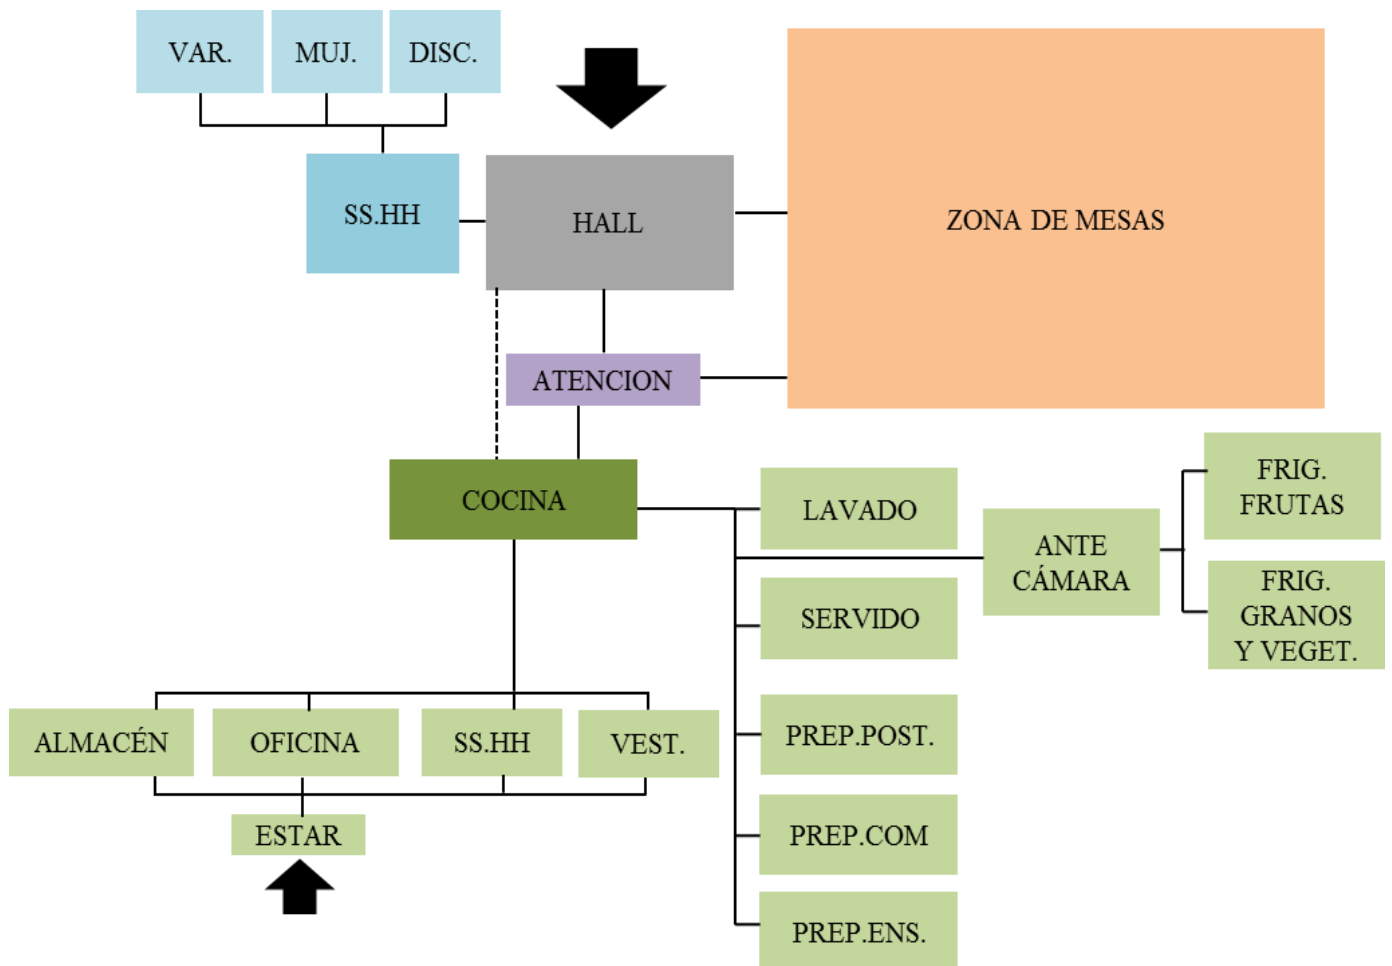 VAR.
MUJ.
DISC.
SS.HH
HALL
ZONA DE MESAS
ATENCION
COCINA
LAVADO
ANTE
CÁMARA
FRIG.
FRUTAS
FRIG.
GRANOS
Y VEGET.
SERVIDO
PREP.POST.
PREP.COM
PREP.ENS.
ALMACÉN
OFICINA
SS.HH
VEST.
ESTAR